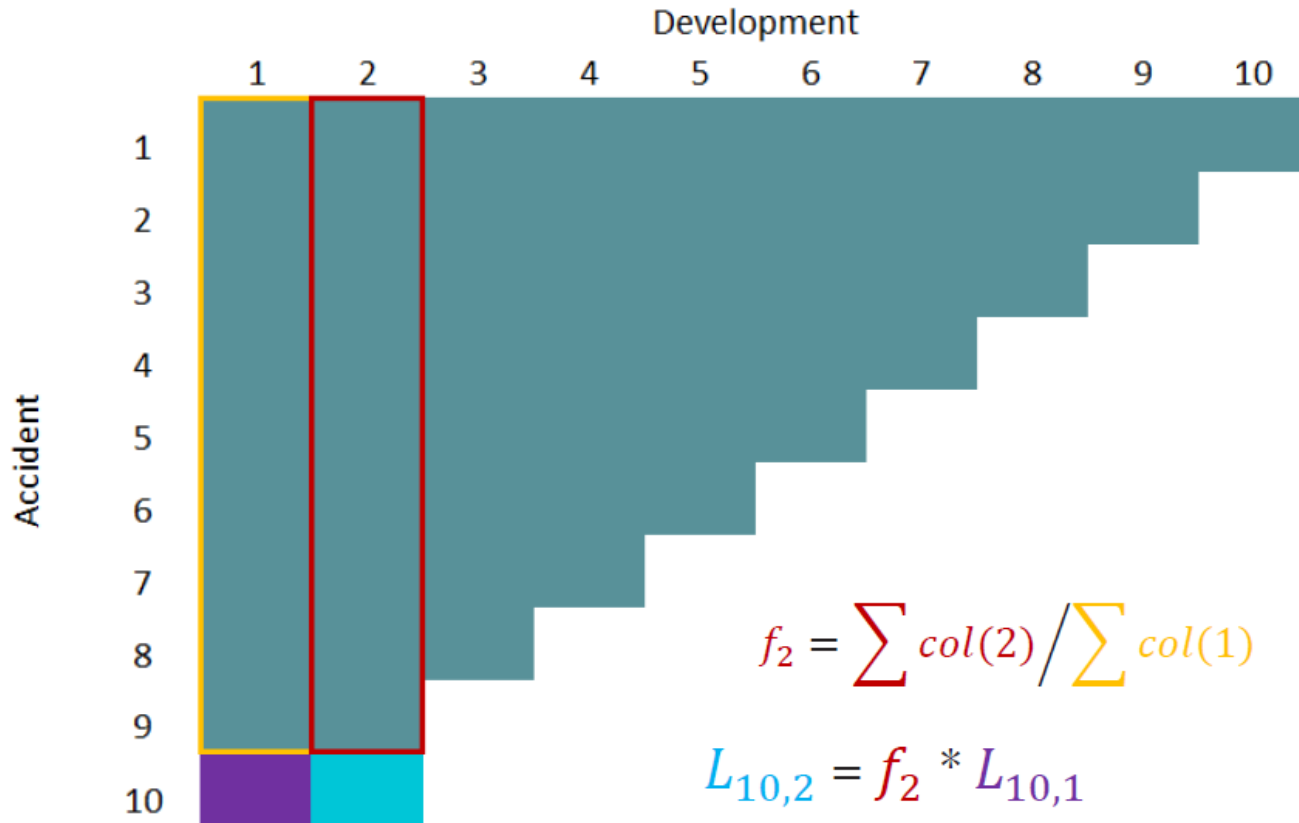 Development
1 2 3 4 5 6 7 8 9 10
Accident
1
2
3
4
5
6
7
8
9
10
f₂ = ∑ col(2) / ∑ col(1)
L₁₀,₂ = f₂ * L₁₀,₁